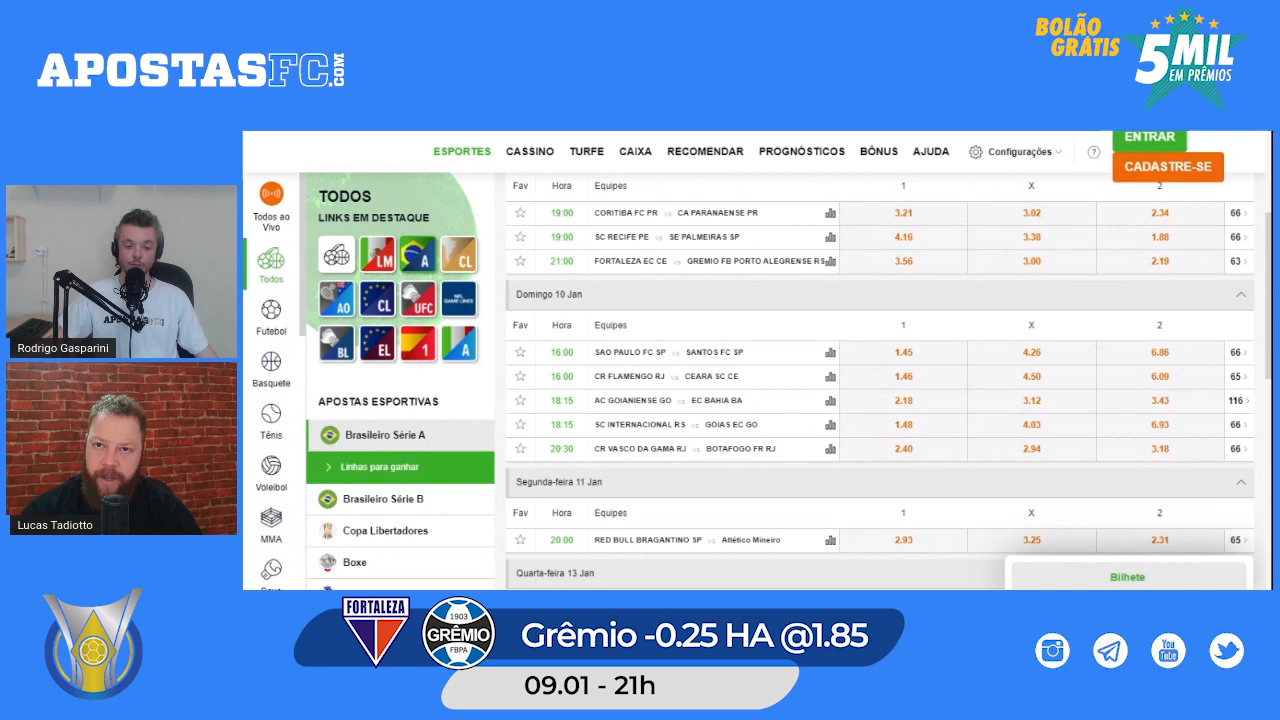 APOSTASFC.COM
BOLÃO GRÁTIS
5 MIL
EM PRÊMIOS
ESPORTES CASSINO TURFE CAIXA RECOMENDAR PROGNÓSTICOS BÔNUS AJUDA Configurações ?
ENTRAR
CADASTRE-SE
Todos ao Vivo
Todos
Futebol
Basquete
Tênis
Voleibol
MMA
TODOS
LINKS EM DESTAQUE
LM A CL
AO CL UFC NFL GAME LINES
BL EL 1 A
APOSTAS ESPORTIVAS
Brasileiro Série A
Linhas para ganhar
Brasileiro Série B
Copa Libertadores
Boxe
Fav Hora Equipes 1 X 2
19:00 CORITIBA FC PR vs CA PARANAENSE PR 3.21 3.02 2.34 66
19:00 SC RECIFE PE vs SE PALMEIRAS SP 4.16 3.38 1.88 66
21:00 FORTALEZA EC CE vs GREMIO FB PORTO ALEGRENSE RS 3.56 3.00 2.19 63
Domingo 10 Jan
Fav Hora Equipes 1 X 2
16:00 SAO PAULO FC SP vs SANTOS FC SP 1.45 4.26 6.86 66
16:00 CR FLAMENGO RJ vs CEARA SC CE 1.46 4.50 6.09 65
18:15 AC GOIANIENSE GO vs EC BAHIA BA 2.18 3.12 3.43 116
18:15 SC INTERNACIONAL RS vs GOIAS EC GO 1.48 4.03 6.93 66
20:30 CR VASCO DA GAMA RJ vs BOTAFOGO FR RJ 2.40 2.94 3.18 66
Segunda-feira 11 Jan
Fav Hora Equipes 1 X 2
20:00 RED BULL BRAGANTINO SP vs Atlético Mineiro 2.93 3.25 2.31 65
Quarta-feira 13 Jan
Bilhete
Rodrigo Gasparini
Lucas Tadiotto
FORTALEZA
1903
GRÊMIO
FBPA
Grêmio -0.25 HA @1.85
09.01 - 21h
You
Tube